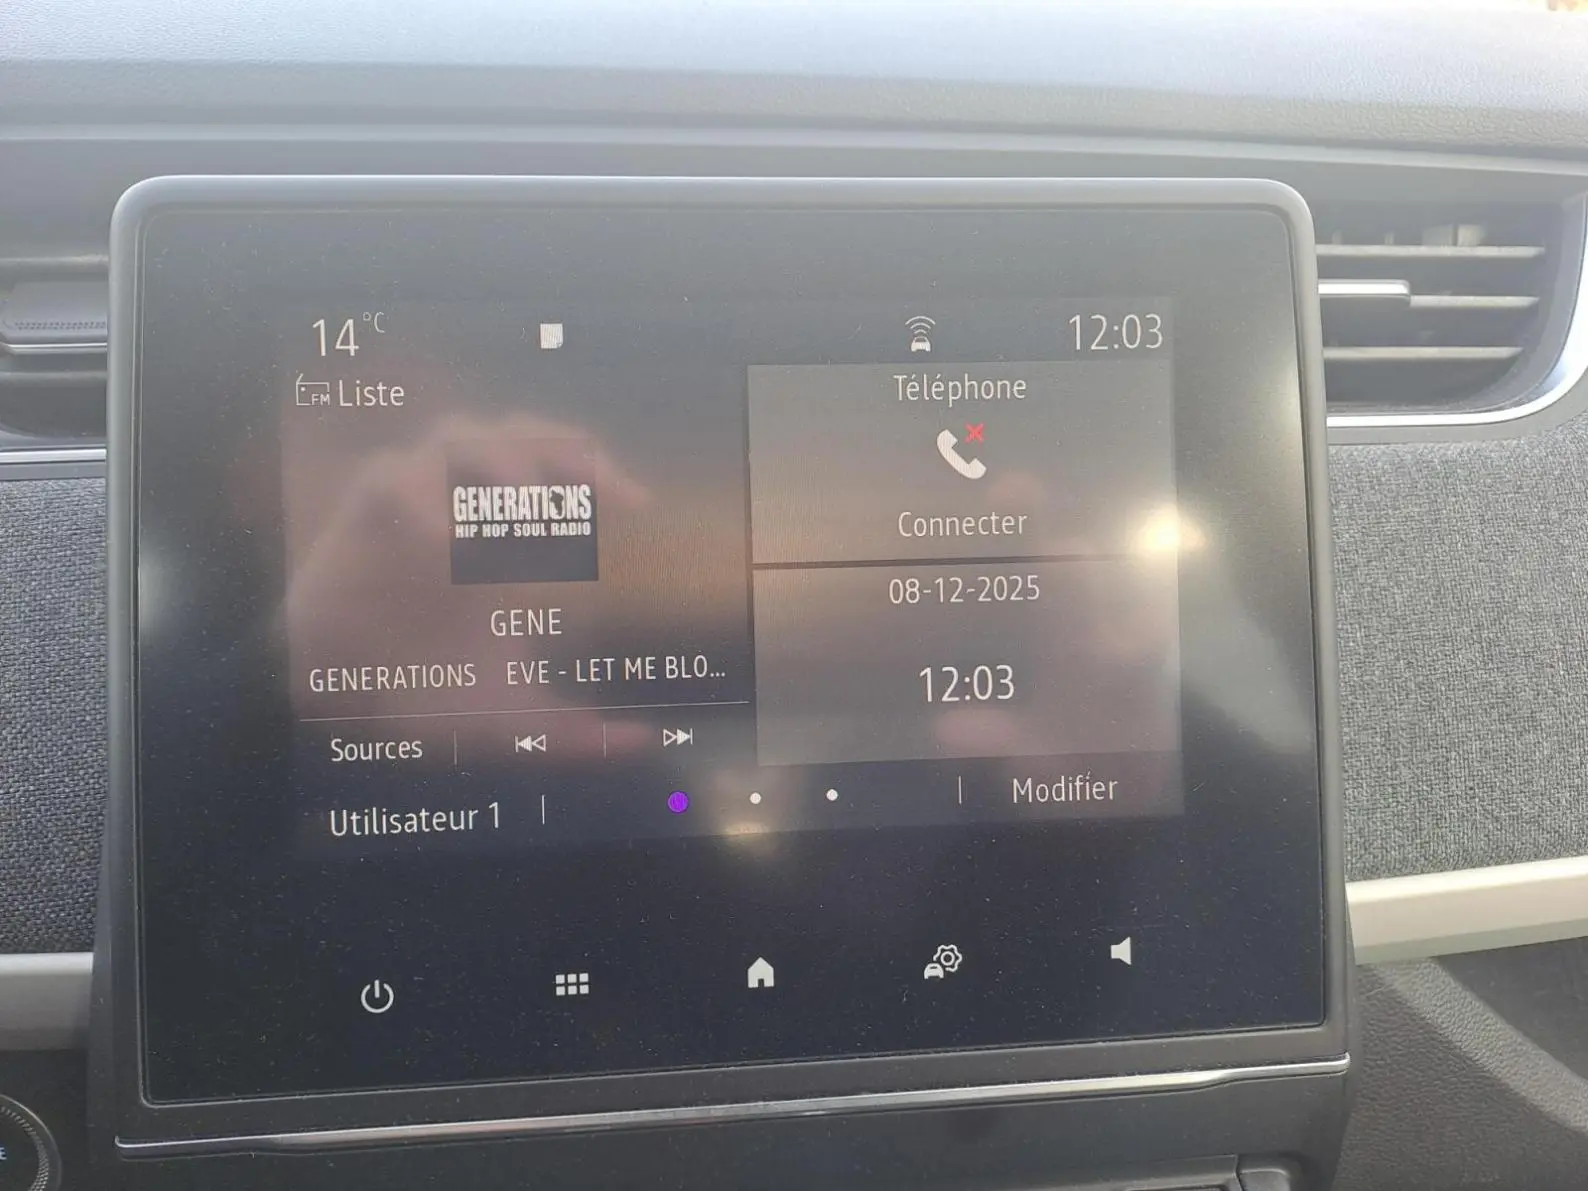 14 °C
12:03
FM Liste
GENERATIONS
HIP HOP SOUL RADIO
GENE
GENERATIONS EVE - LET ME BLO...
Sources
Téléphone
Connecter
08-12-2025
12:03
Utilisateur 1
Modifier